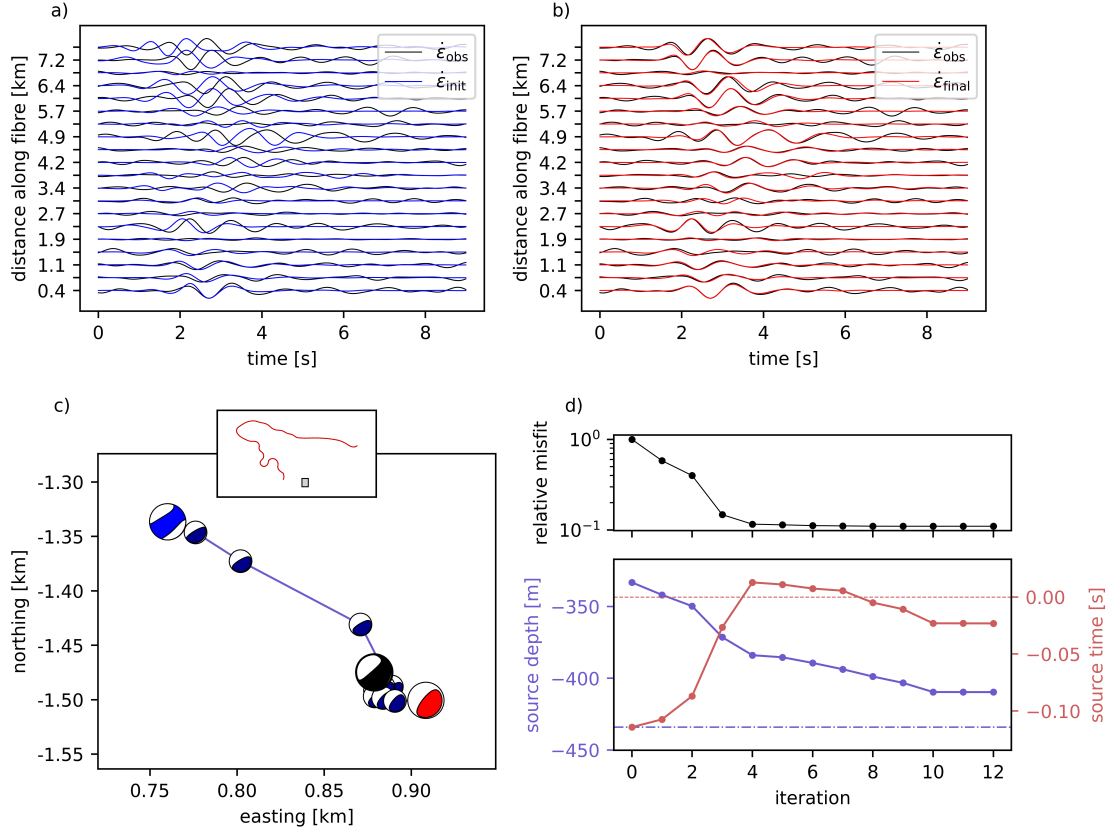 a)
distance along fibre [km]
7.2
6.4
5.7
4.9
4.2
3.4
2.7
1.9
1.1
0.4
0 2 4 6 8
time [s]
ε̇obs
ε̇init
b)
distance along fibre [km]
7.2
6.4
5.7
4.9
4.2
3.4
2.7
1.9
1.1
0.4
0 2 4 6 8
time [s]
ε̇obs
ε̇final
c)
northing [km]
-1.30
-1.35
-1.40
-1.45
-1.50
-1.55
0.75 0.80 0.85 0.90
easting [km]
d)
relative misfit
10⁰
10⁻¹
source depth [m]
−350
−400
−450
0.00
−0.05
−0.10
source time [s]
0 2 4 6 8 10 12
iteration